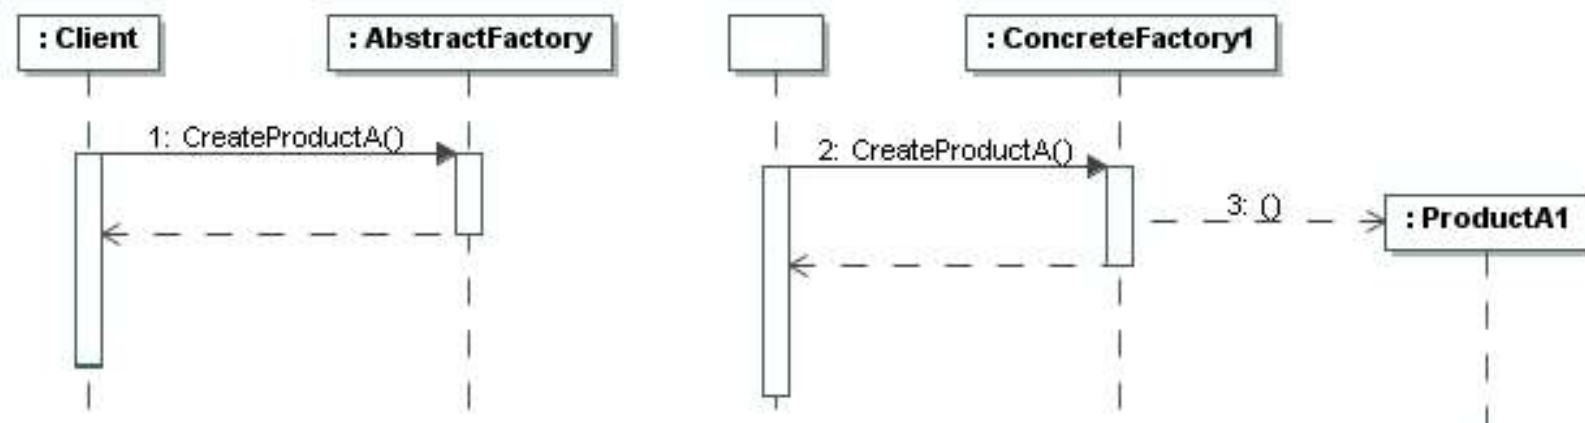 : Client
: AbstractFactory
: ConcreteFactory1
1: CreateProductA()
2: CreateProductA()
3: ()
: ProductA1